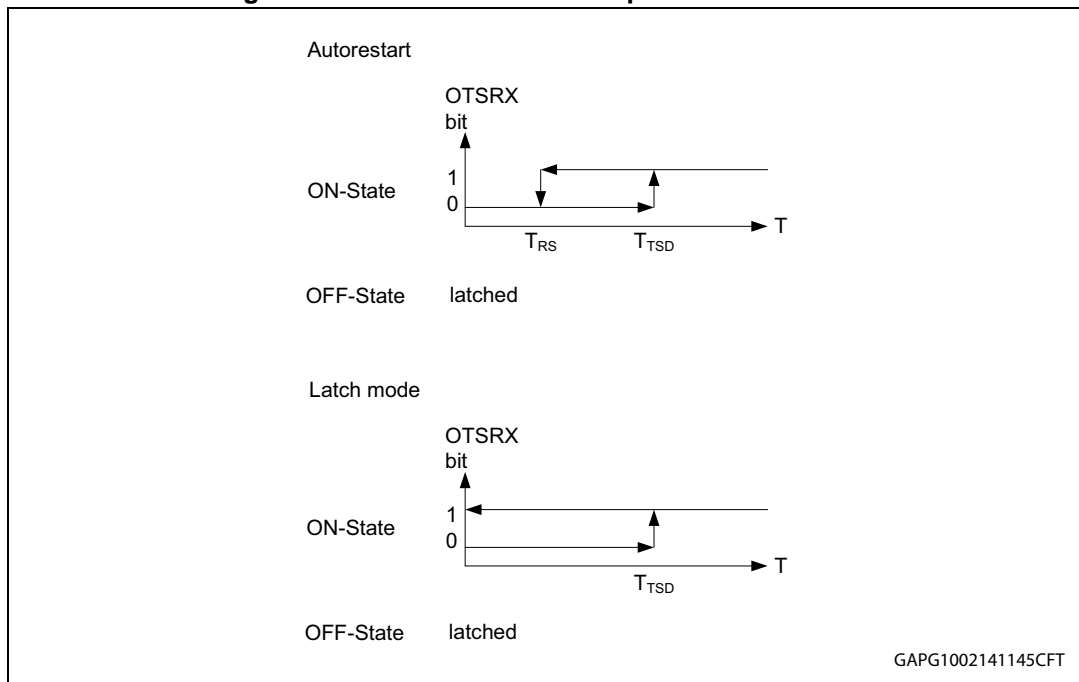 Autorestart
OTSRX
bit
1
ON-State
0
T
T_RS
T_TSD
OFF-State latched
Latch mode
OTSRX
bit
1
ON-State
0
T
T_TSD
OFF-State latched
GAPG1002141145CFT